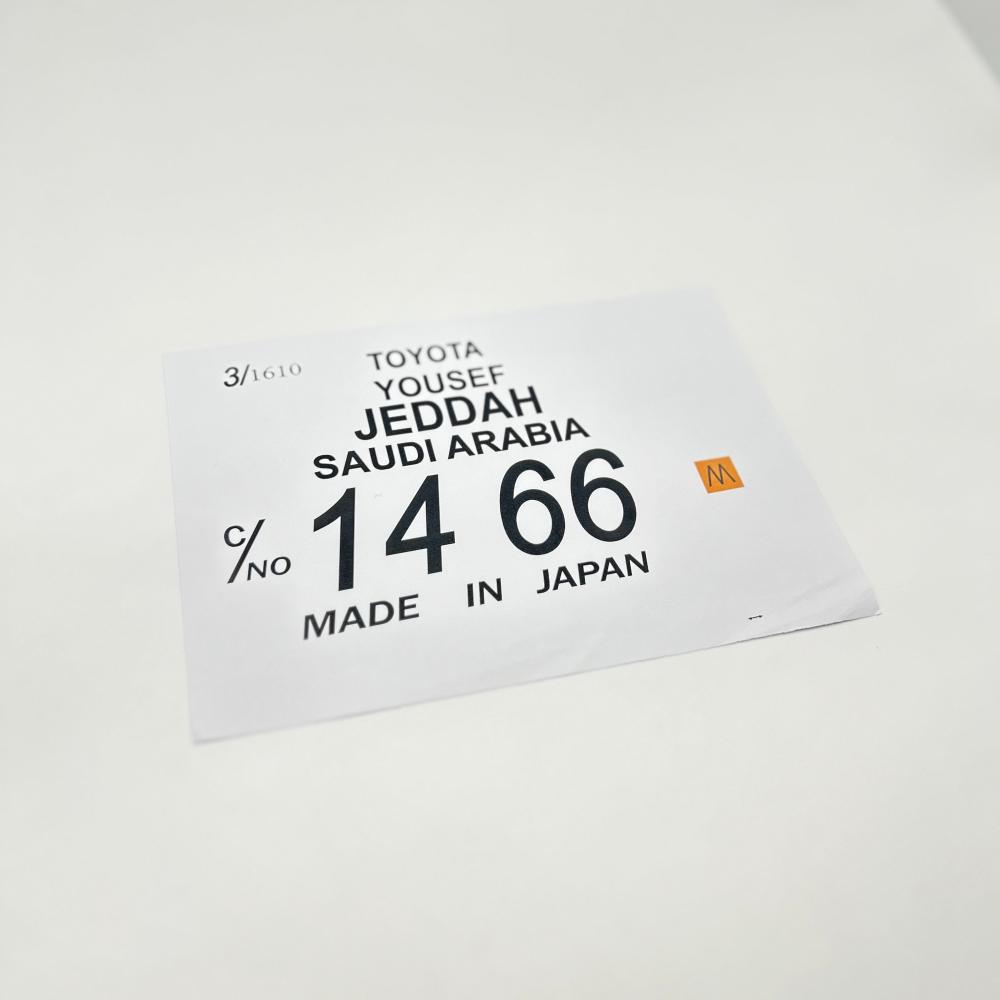 3/1610
TOYOTA
YOUSEF
JEDDAH
SAUDI ARABIA
C/NO 14 66
M
MADE IN JAPAN